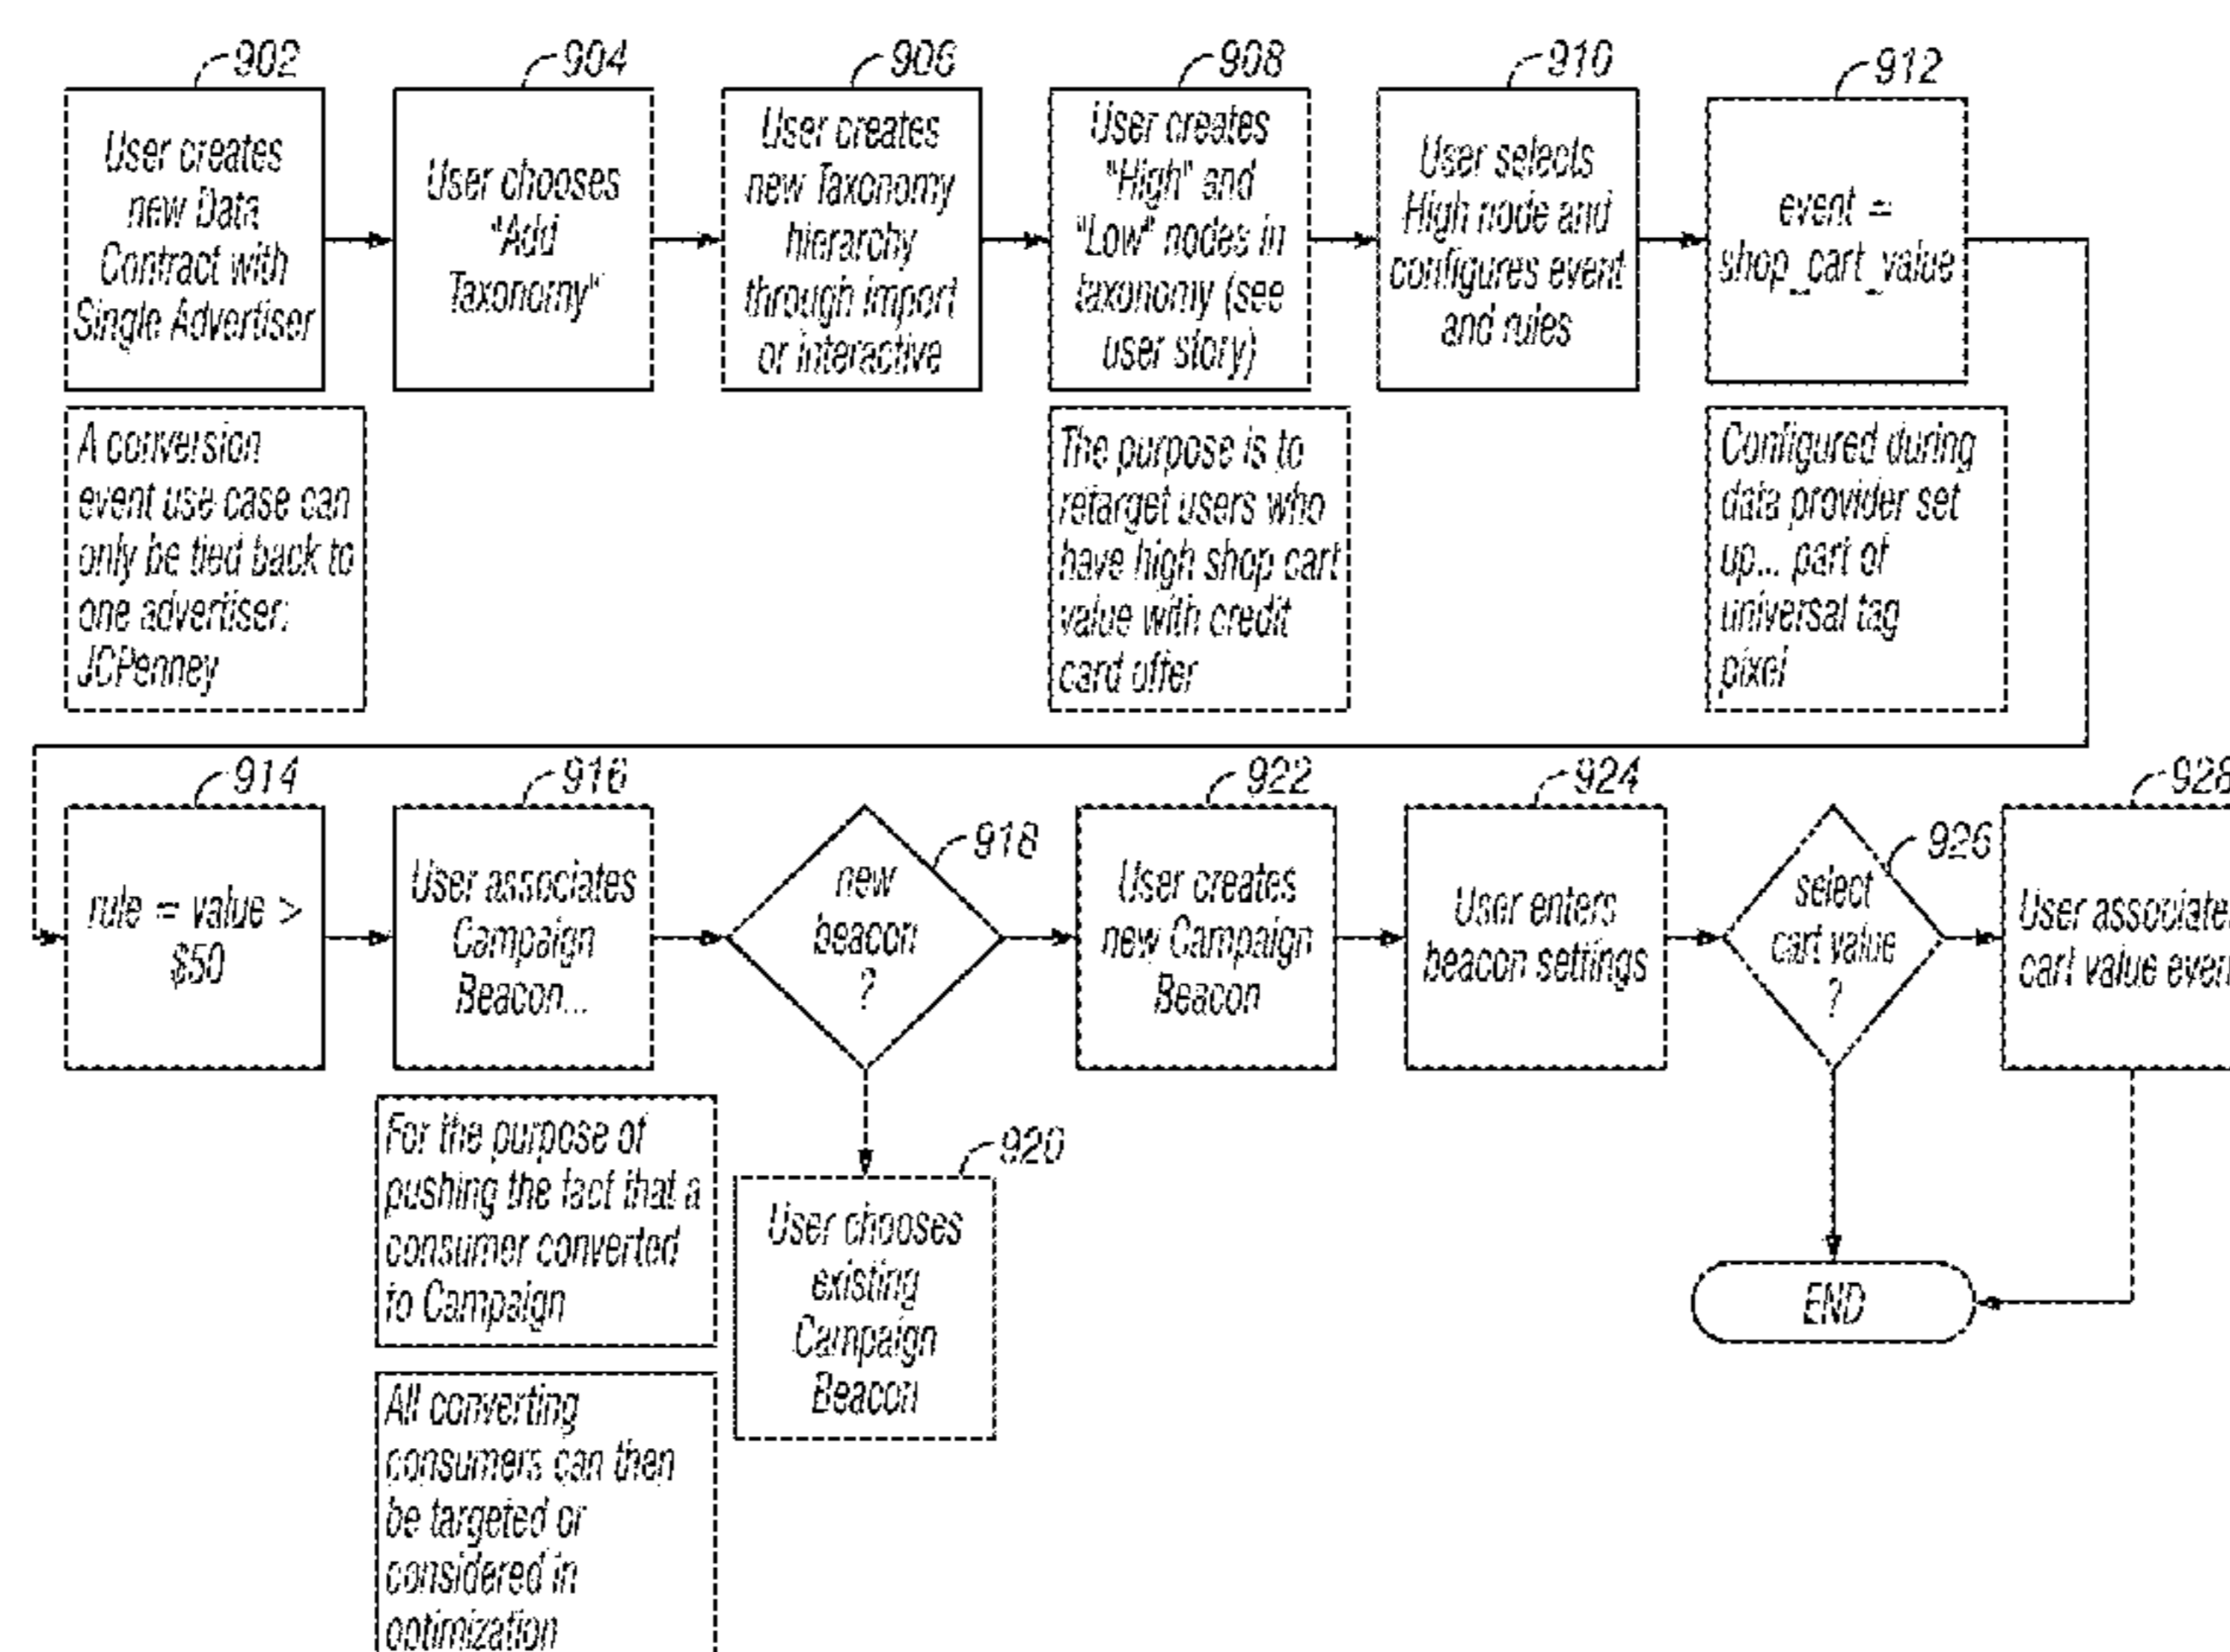 902
User creates
new Data
Contract with
Single Advertiser
904
User chooses
"Add
Taxonomy"
906
User creates
new Taxonomy
hierarchy
through import
or interactive
908
User creates
"High" and
"Low" nodes in
taxonomy (see
user story)
910
User selects
High node and
configures event
and rules
912
event =
shop_cart_value
A conversion
event use case can
only be tied back to
one advertiser:
JCPenney
The purpose is to
retarget users who
have high shop cart
value with credit
card offer
Configured during
data provider set
up... part of
universal tag
pixel
914
rule = value >
$50
916
User associates
Campaign
Beacon...
918
new
beacon
?
922
User creates
new Campaign
Beacon
924
User enters
beacon settings
926
select
cart value
?
928
User associates
cart value event
For the purpose of
pushing the fact that a
consumer converted
to Campaign
920
User chooses
existing
Campaign
Beacon
END
All converting
consumers can then
be targeted or
considered in
optimization